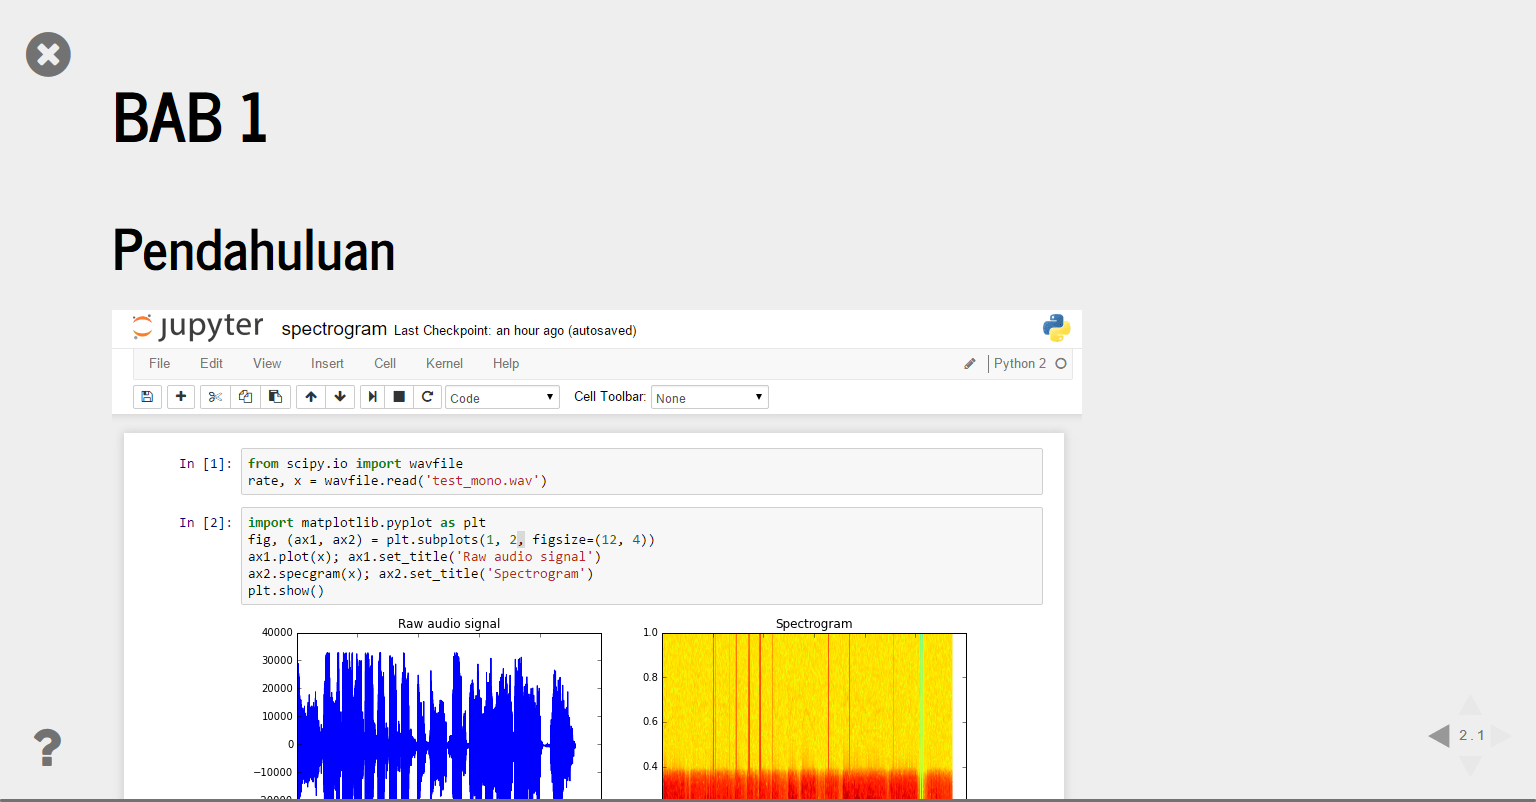 BAB 1
Pendahuluan
jupyter spectrogram Last Checkpoint: an hour ago (autosaved)
File Edit View Insert Cell Kernel Help Python 2
Code Cell Toolbar: None
In [1]: from scipy.io import wavfile
rate, x = wavfile.read('test_mono.wav')
In [2]: import matplotlib.pyplot as plt
fig, (ax1, ax2) = plt.subplots(1, 2, figsize=(12, 4))
ax1.plot(x); ax1.set_title('Raw audio signal')
ax2.specgram(x); ax2.set_title('Spectrogram')
plt.show()
Raw audio signal
40000
30000
20000
10000
0
−10000
Spectrogram
1.0
0.8
0.6
0.4
?
2.1